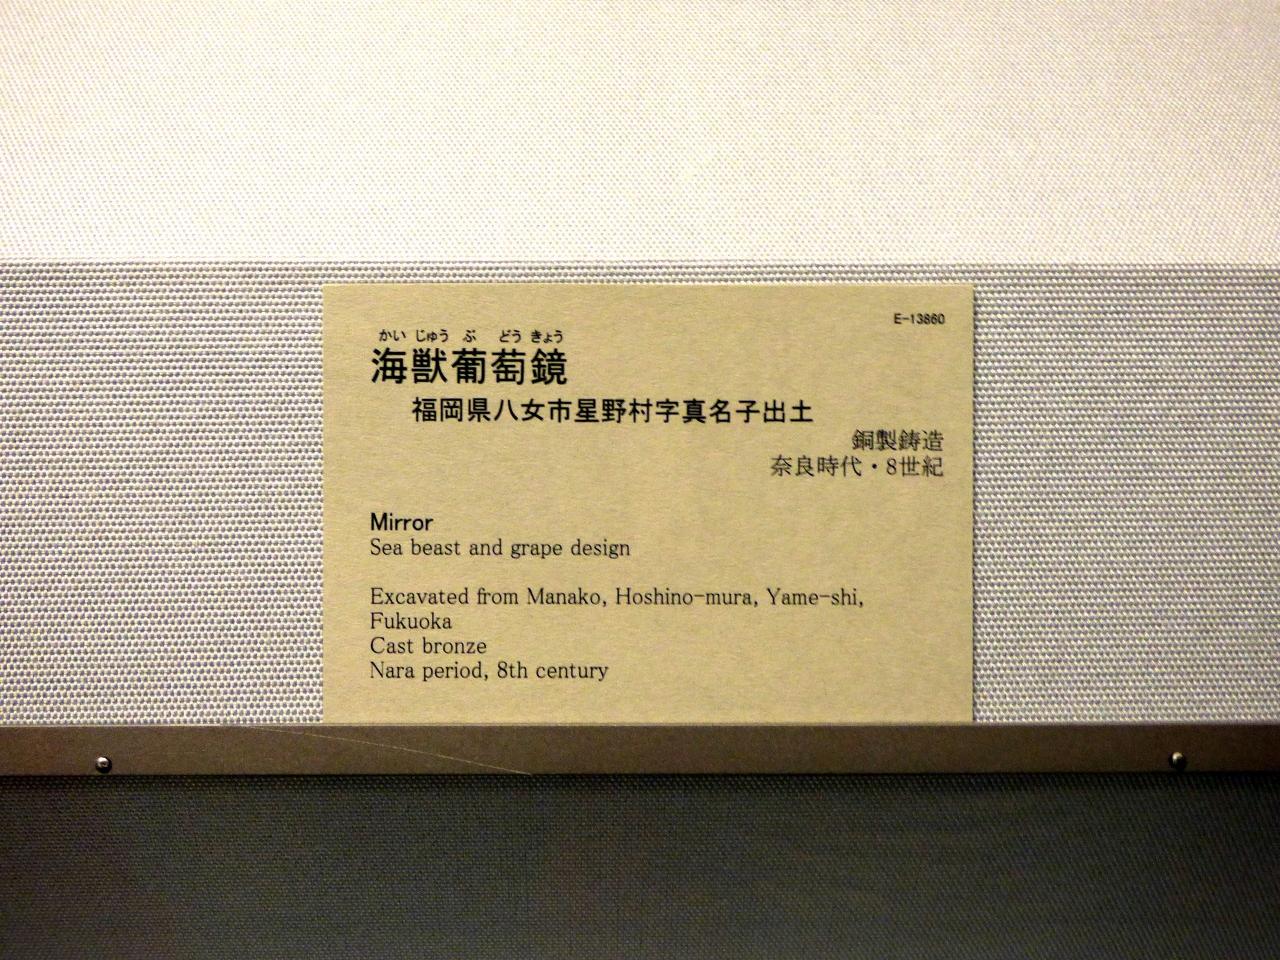 E-13860
かい じゅう ぶ どう きょう
海獣葡萄鏡
福岡県八女市星野村字真名子出土
銅製鋳造
奈良時代・8世紀
Mirror
Sea beast and grape design
Excavated from Manako, Hoshino-mura, Yame-shi,
Fukuoka
Cast bronze
Nara period, 8th century